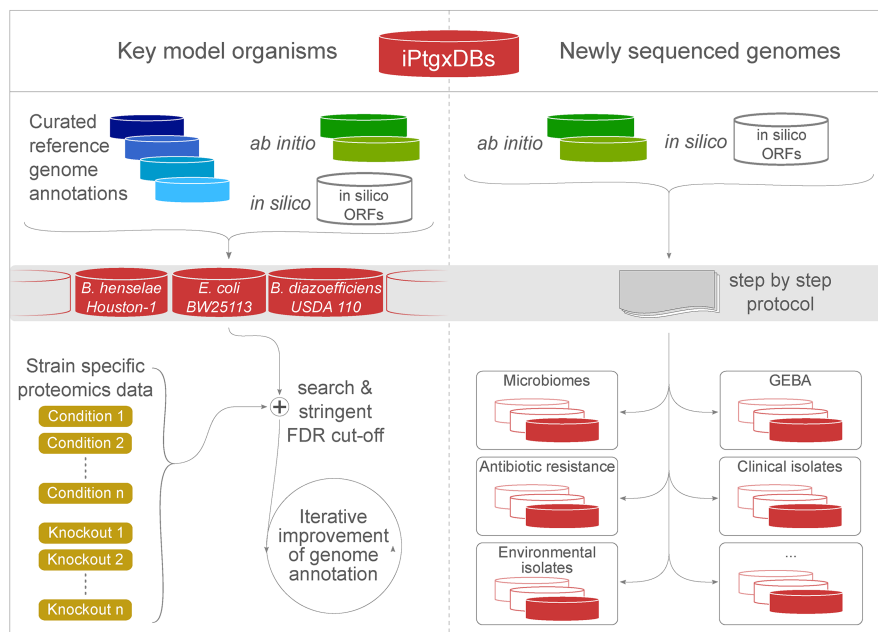 Key model organisms
iPtgxDBs
Newly sequenced genomes
Curated
reference
genome
annotations
ab initio
in silico
in silico
ORFs
ab initio
in silico
in silico
ORFs
B. henselae
Houston-1
E. coli
BW25113
B. diazoefficiens
USDA 110
step by step
protocol
Strain specific
proteomics data
Condition 1
Condition 2
Condition n
Knockout 1
Knockout 2
Knockout n
+
search &
stringent
FDR cut-off
Iterative
improvement
of genome
annotation
Microbiomes
GEBA
Antibiotic resistance
Clinical isolates
Environmental
isolates
...